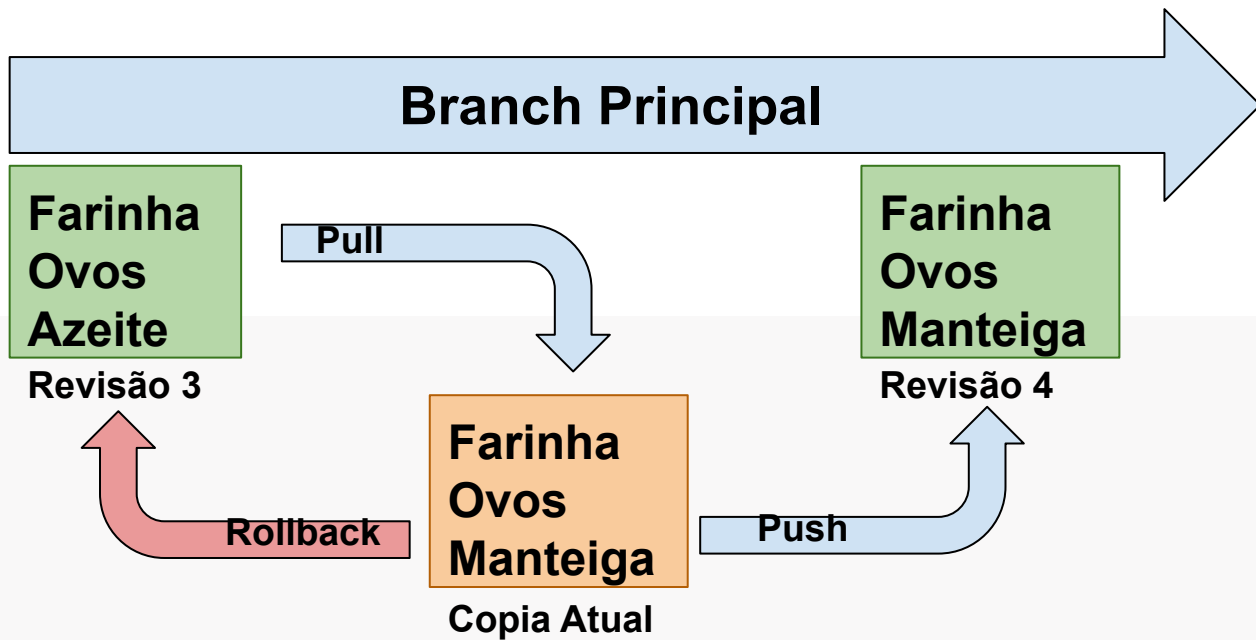 Branch Principal
Farinha
Ovos
Azeite
Revisão 3
Pull
Farinha
Ovos
Manteiga
Revisão 4
Rollback
Farinha
Ovos
Manteiga
Copia Atual
Push